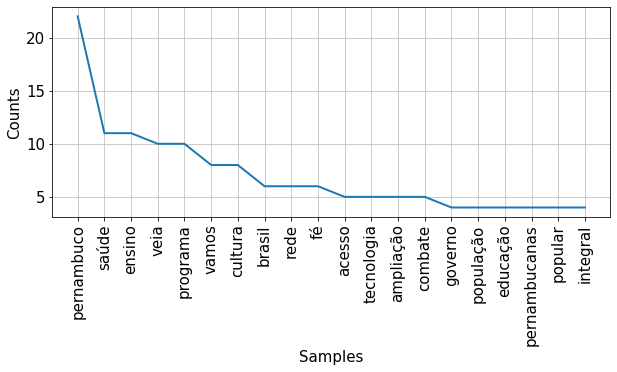 20
15
10
5
Counts
pernambuco
saúde
ensino
veia
programa
vamos
cultura
brasil
rede
fé
acesso
tecnologia
ampliação
combate
governo
população
educação
pernambucanas
popular
integral
Samples